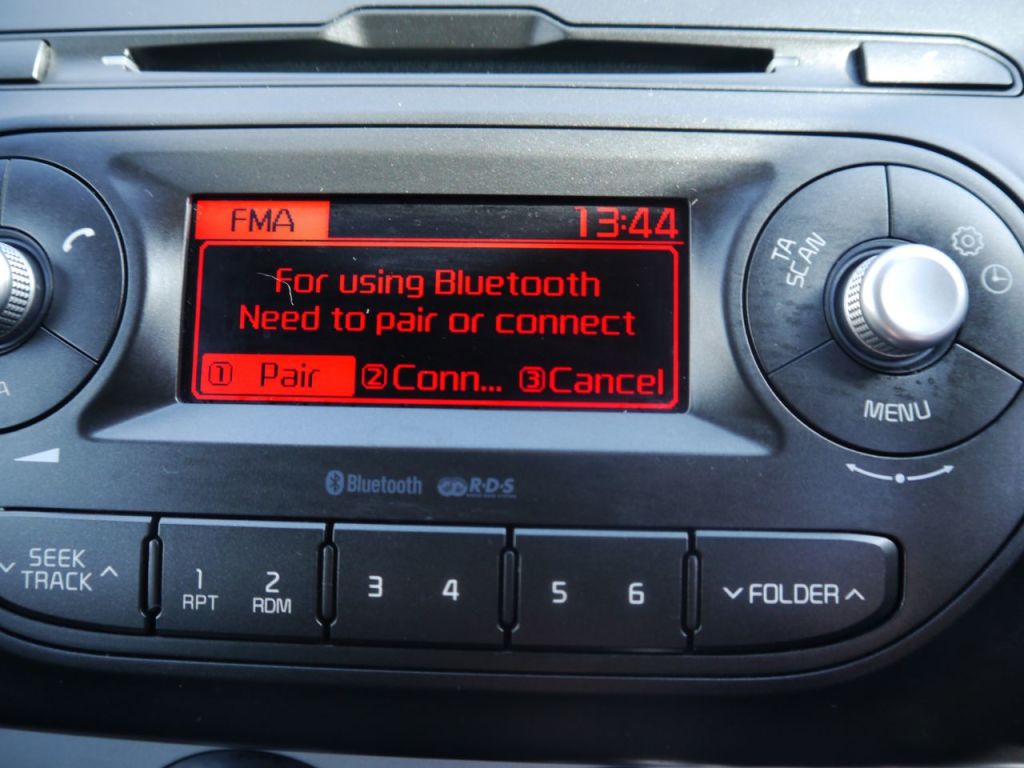 FMA 13:44
For using Bluetooth
Need to pair or connect
① Pair ②Conn... ③Cancel
TA
SCAN
MENU
A
Bluetooth CD R·D·S
SEEK
TRACK
1 2 3 4 5 6
RPT RDM
FOLDER